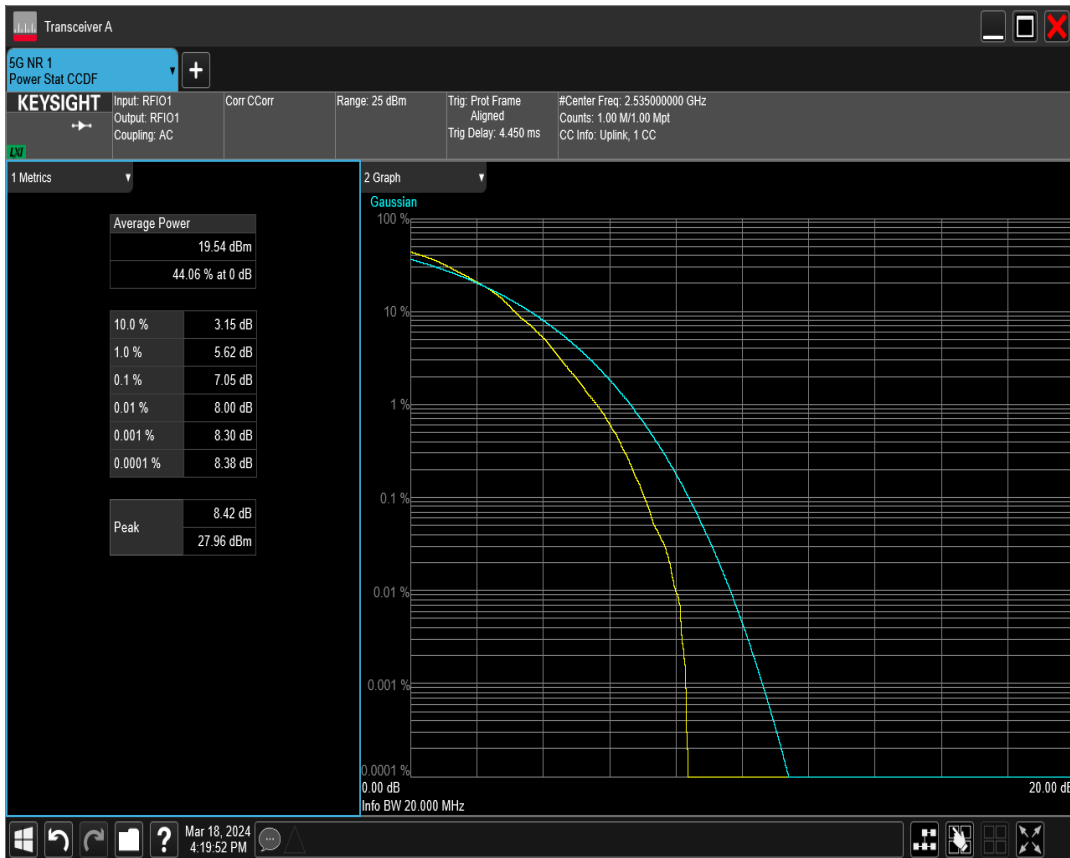 Transceiver A
5G NR 1
Power Stat CCDF
+
KEYSIGHT
LXI
Input: RFIO1
Output: RFIO1
Coupling: AC
Corr CCorr
Range: 25 dBm
Trig: Prot Frame
Aligned
Trig Delay: 4.450 ms
#Center Freq: 2.535000000 GHz
Counts: 1.00 M/1.00 Mpt
CC Info: Uplink, 1 CC
1 Metrics
Average Power
19.54 dBm
44.06 % at 0 dB
10.0 % 3.15 dB
1.0 % 5.62 dB
0.1 % 7.05 dB
0.01 % 8.00 dB
0.001 % 8.30 dB
0.0001 % 8.38 dB
Peak
8.42 dB
27.96 dBm
2 Graph
Gaussian
100 %
10 %
1 %
0.1 %
0.01 %
0.001 %
0.0001 %
0.00 dB 20.00 dB
Info BW 20.000 MHz
?
Mar 18, 2024
4:19:52 PM